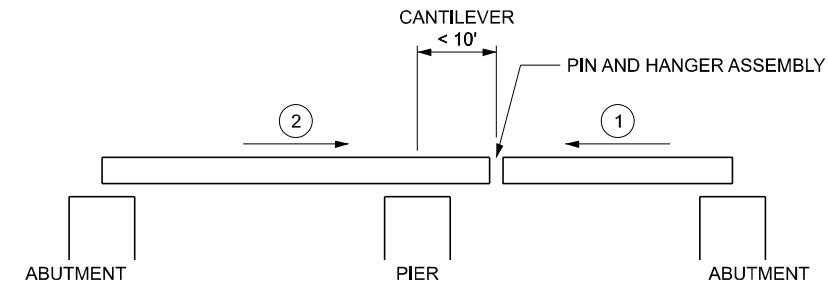 CANTILEVER
< 10'
PIN AND HANGER ASSEMBLY
2
1
ABUTMENT
PIER
ABUTMENT